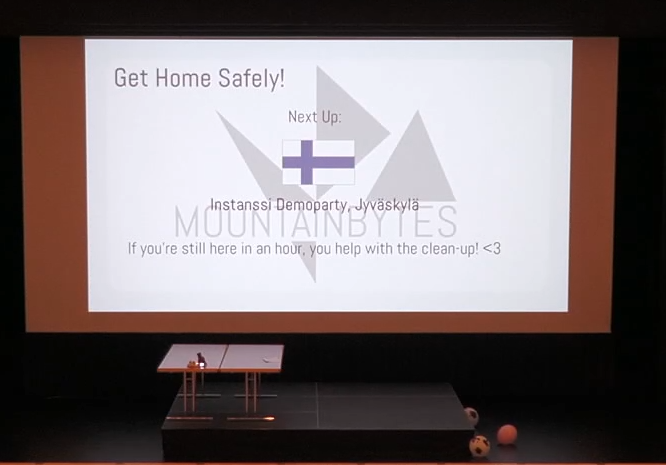 Get Home Safely!
Next Up:
Instanssi Demoparty, Jyväskylä
MOUNTAINBYTES
If you're still here in an hour, you help with the clean-up! <3